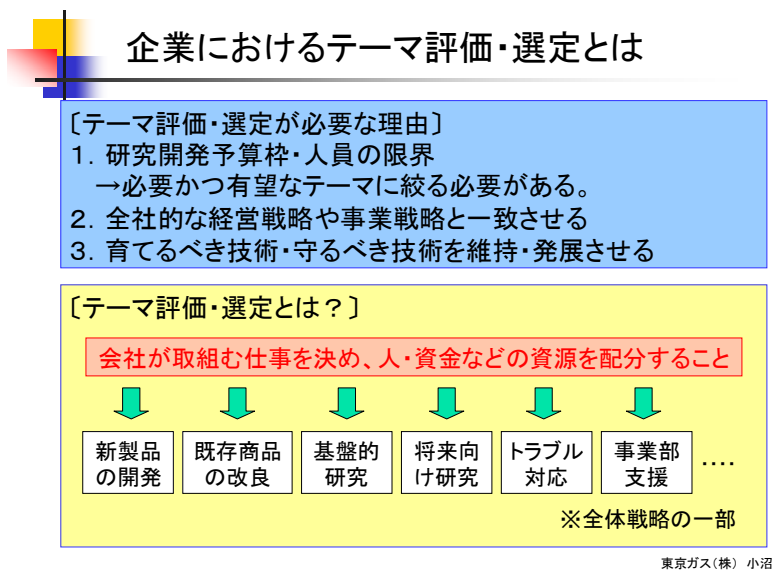 企業におけるテーマ評価・選定とは
〔テーマ評価・選定が必要な理由〕
１．研究開発予算枠・人員の限界
→必要かつ有望なテーマに絞る必要がある。
２．全社的な経営戦略や事業戦略と一致させる
３．育てるべき技術・守るべき技術を維持・発展させる
〔テーマ評価・選定とは？〕
会社が取組む仕事を決め、人・資金などの資源を配分すること
新製品
の開発
既存商品
の改良
基盤的
研究
将来向
け研究
トラブル
対応
事業部
支援
‥‥
※全体戦略の一部
東京ガス（株） 小沼